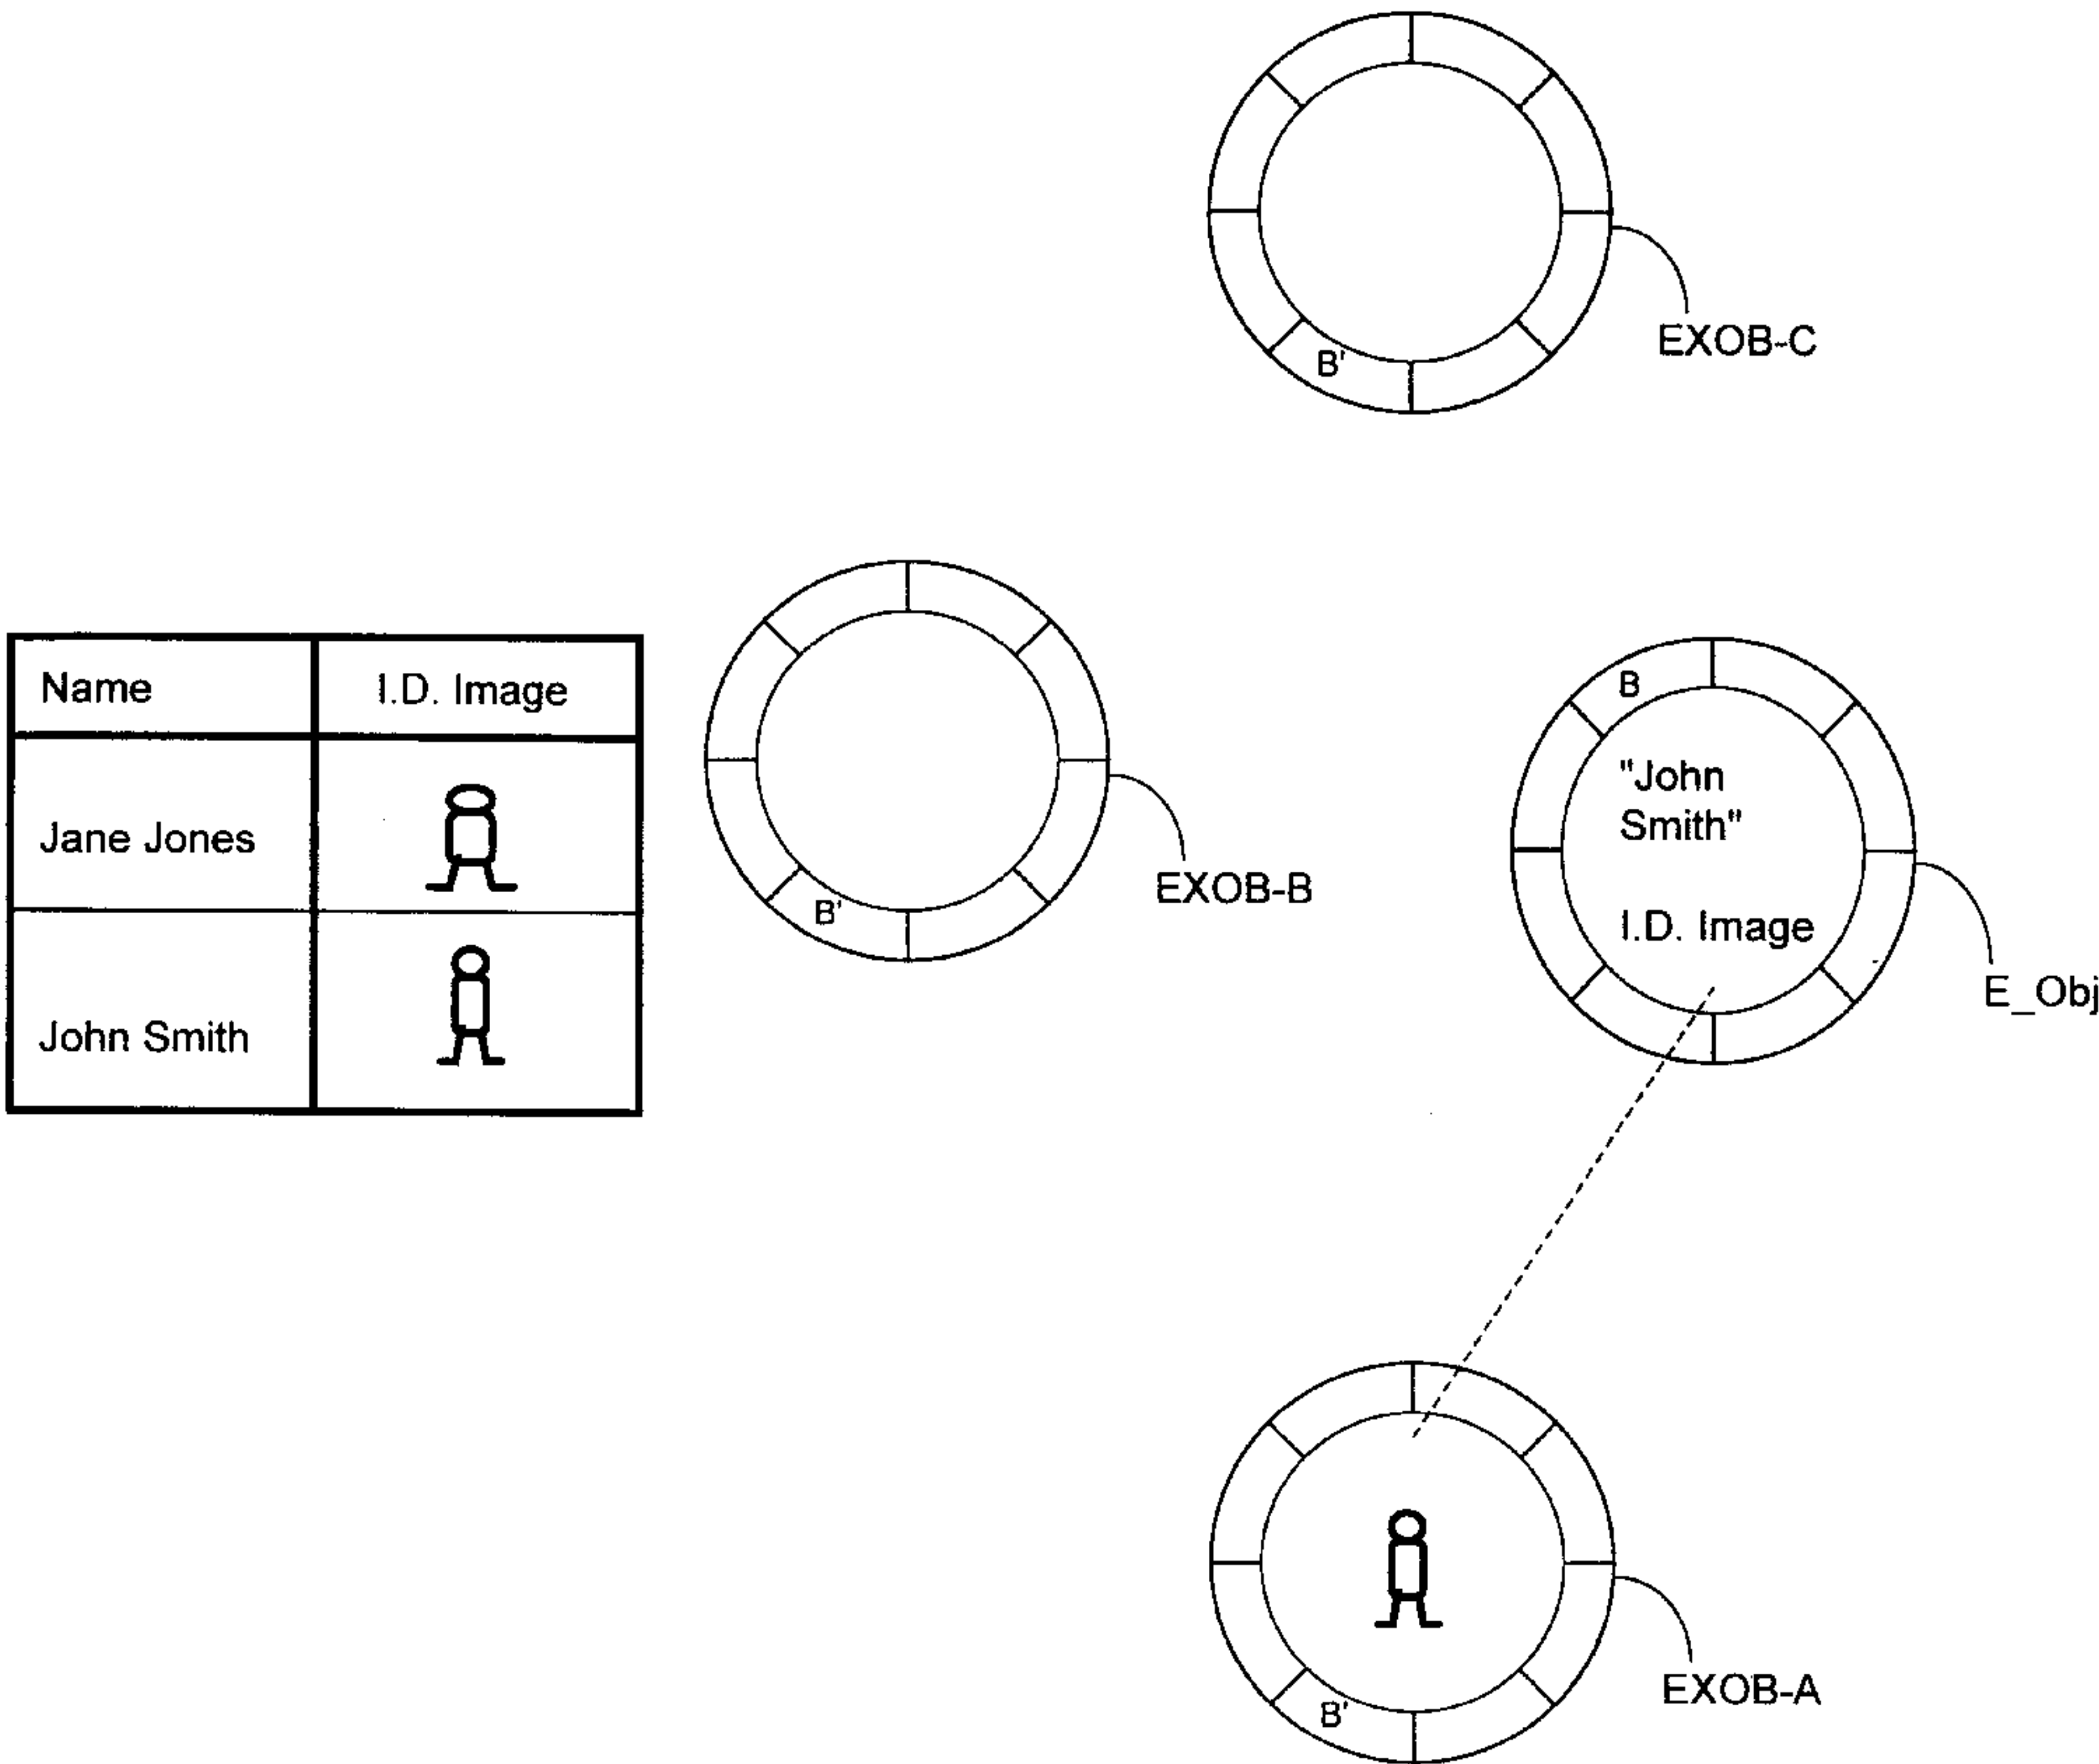 EXOB-C
B'
Name
I.D. Image
Jane Jones
John Smith
EXOB-B
B'
B
"John
Smith"
I.D. Image
E_Obj
EXOB-A
B'